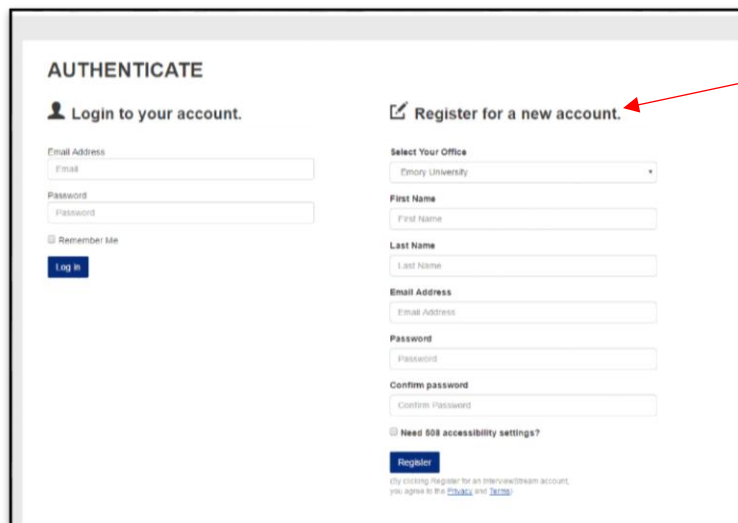 AUTHENTICATE
Login to your account.
Email Address
Email
Password
Password
Remember Me
Log in
Register for a new account.
Select Your Office
Emory University
First Name
First Name
Last Name
Last Name
Email Address
Email Address
Password
Password
Confirm password
Confirm Password
Need 508 accessibility settings?
Register
(By clicking Register for an InterviewStream account,
you agree to the Privacy and Terms)